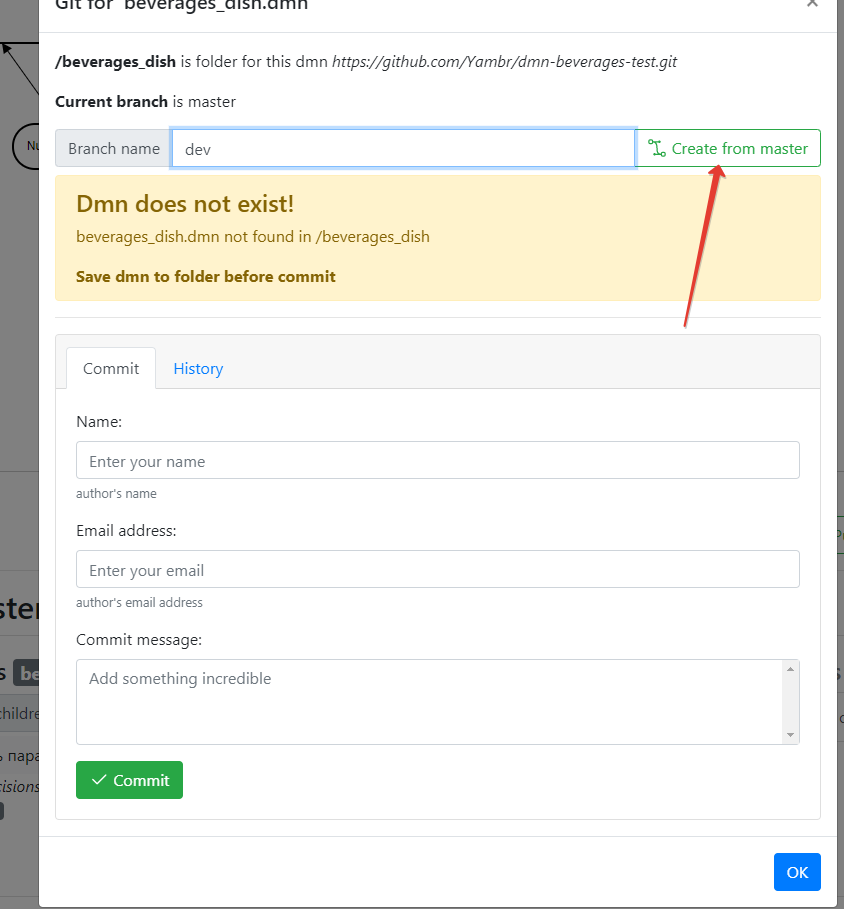 Git for "beverages_dish.dmn"
/beverages_dish is folder for this dmn https://github.com/Yambr/dmn-beverages-test.git
Current branch is master
Branch name dev Create from master
Dmn does not exist!
beverages_dish.dmn not found in /beverages_dish
Save dmn to folder before commit
Commit History
Name:
Enter your name
author's name
Email address:
Enter your email
author's email address
Commit message:
Add something incredible
Commit
OK